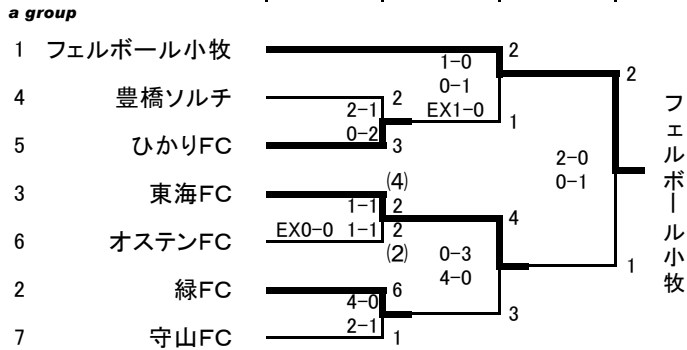 a group
1 フェルボール小牧
2
1-0
0-1
EX1-0
2
4 豊橋ソルチ
2
2-1
0-2
1
5 ひかりFC
3
2-0
0-1
フェルボール小牧
3 東海FC
(4)
1-1 2
4
6 オステンFC
EX0-0 1-1 2
(2)
0-3
4-0
1
2 緑FC
6
4-0
2-1
3
7 守山FC
1